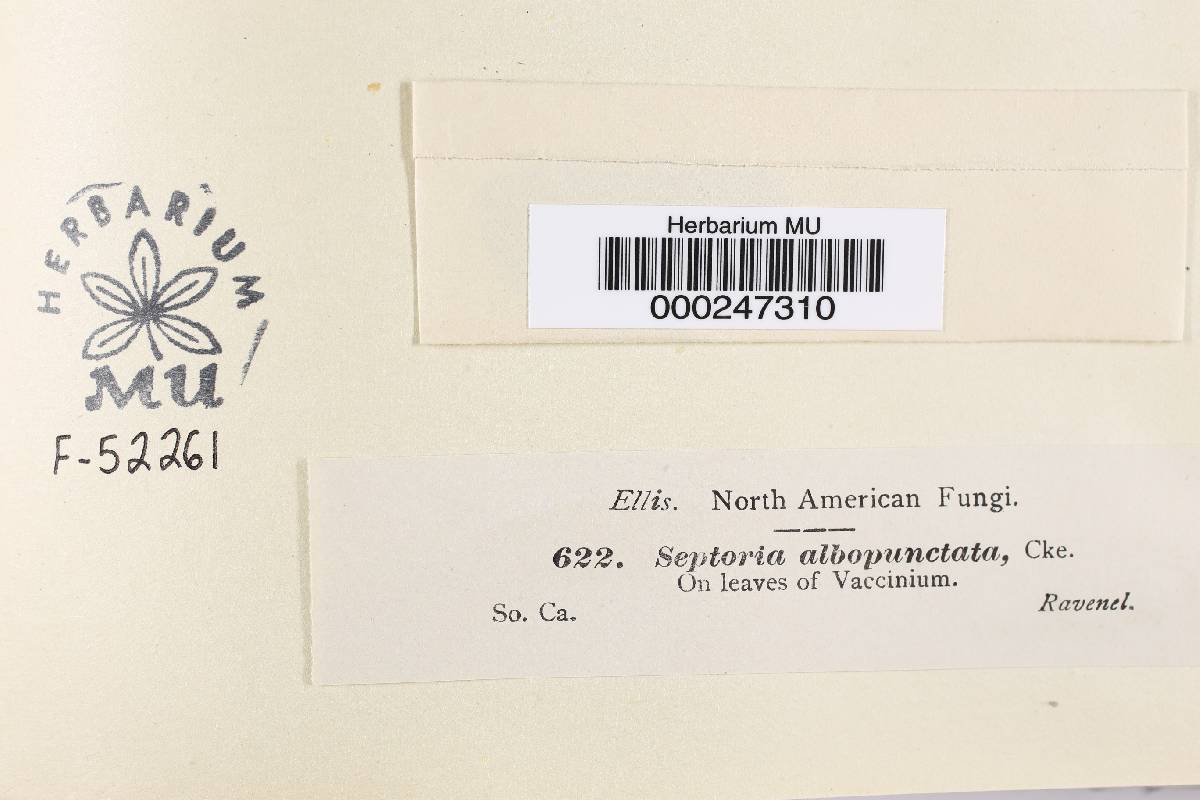 HERBARIUM
MU
F-52261
Herbarium MU
000247310
Ellis. North American Fungi.
622. Septoria albopunctata, Cke.
On leaves of Vaccinium.
So. Ca.
Ravenel.